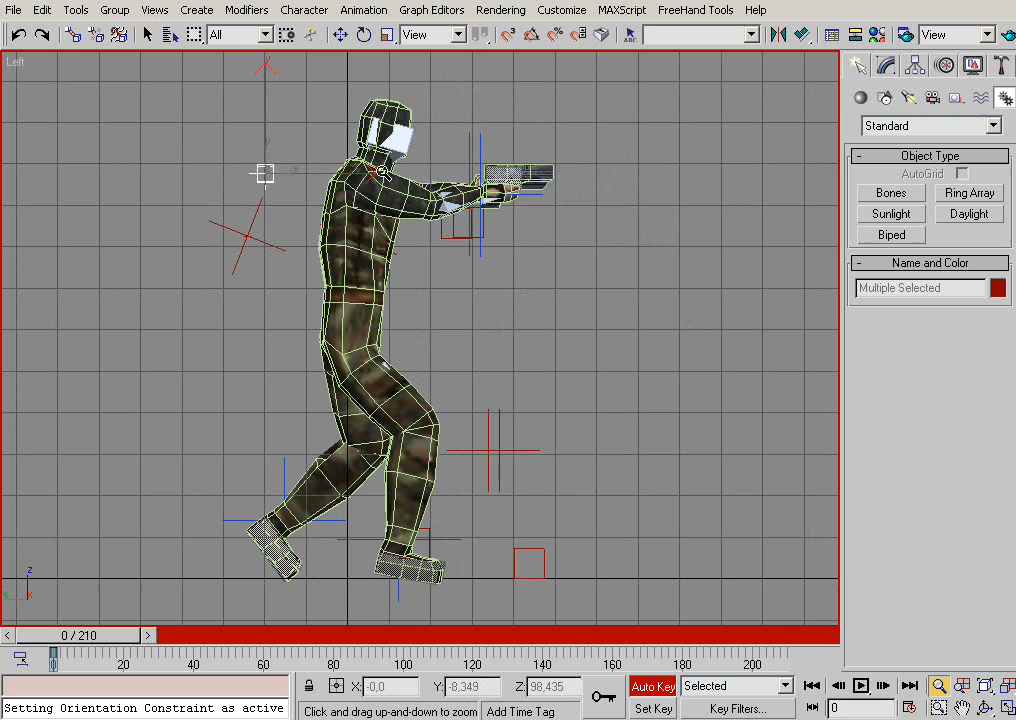 File Edit Tools Group Views Create Modifiers Character Animation Graph Editors Rendering Customize MAXScript FreeHand Tools Help
All View View
Left
Standard
- Object Type
AutoGrid
Bones Ring Array
Sunlight Daylight
Biped
- Name and Color
Multiple Selected
z
x
< 0 / 210 >
0 20 40 60 80 100 120 140 160 180 200
X: -0,0 Y: -8,349 Z: 98,435 Auto Key Selected
Setting Orientation Constraint as active Click and drag up-and-down to zoom Add Time Tag Set Key Key Filters... 0